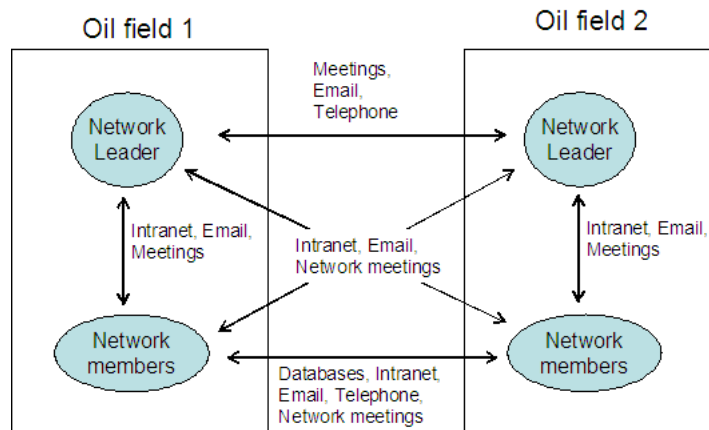 Oil field 1
Oil field 2
Meetings,
Email,
Telephone
Network
Leader
Network
Leader
Intranet, Email,
Meetings
Intranet, Email,
Network meetings
Intranet, Email,
Meetings
Network
members
Network
members
Databases, Intranet,
Email, Telephone,
Network meetings